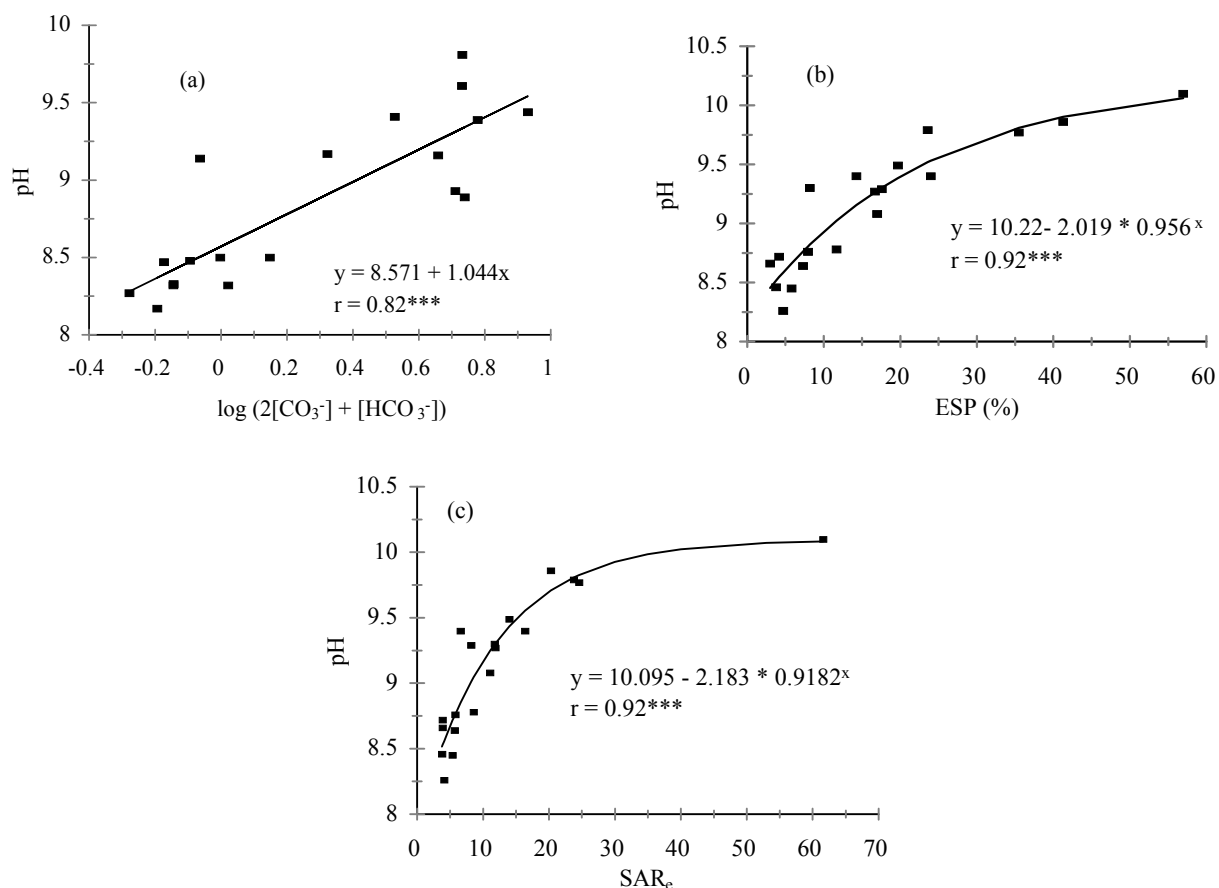 10
9.5
9
8.5
8
pH
(a)
y = 8.571 + 1.044x
r = 0.82***
-0.4 -0.2 0 0.2 0.4 0.6 0.8 1
log (2[CO₃⁻] + [HCO₃⁻])
10.5
10
9.5
9
8.5
8
pH
(b)
y = 10.22- 2.019 * 0.956 ˣ
r = 0.92***
0 10 20 30 40 50 60
ESP (%)
10.5
10
9.5
9
8.5
8
pH
(c)
y = 10.095 - 2.183 * 0.9182ˣ
r = 0.92***
0 10 20 30 40 50 60 70
SARₑ